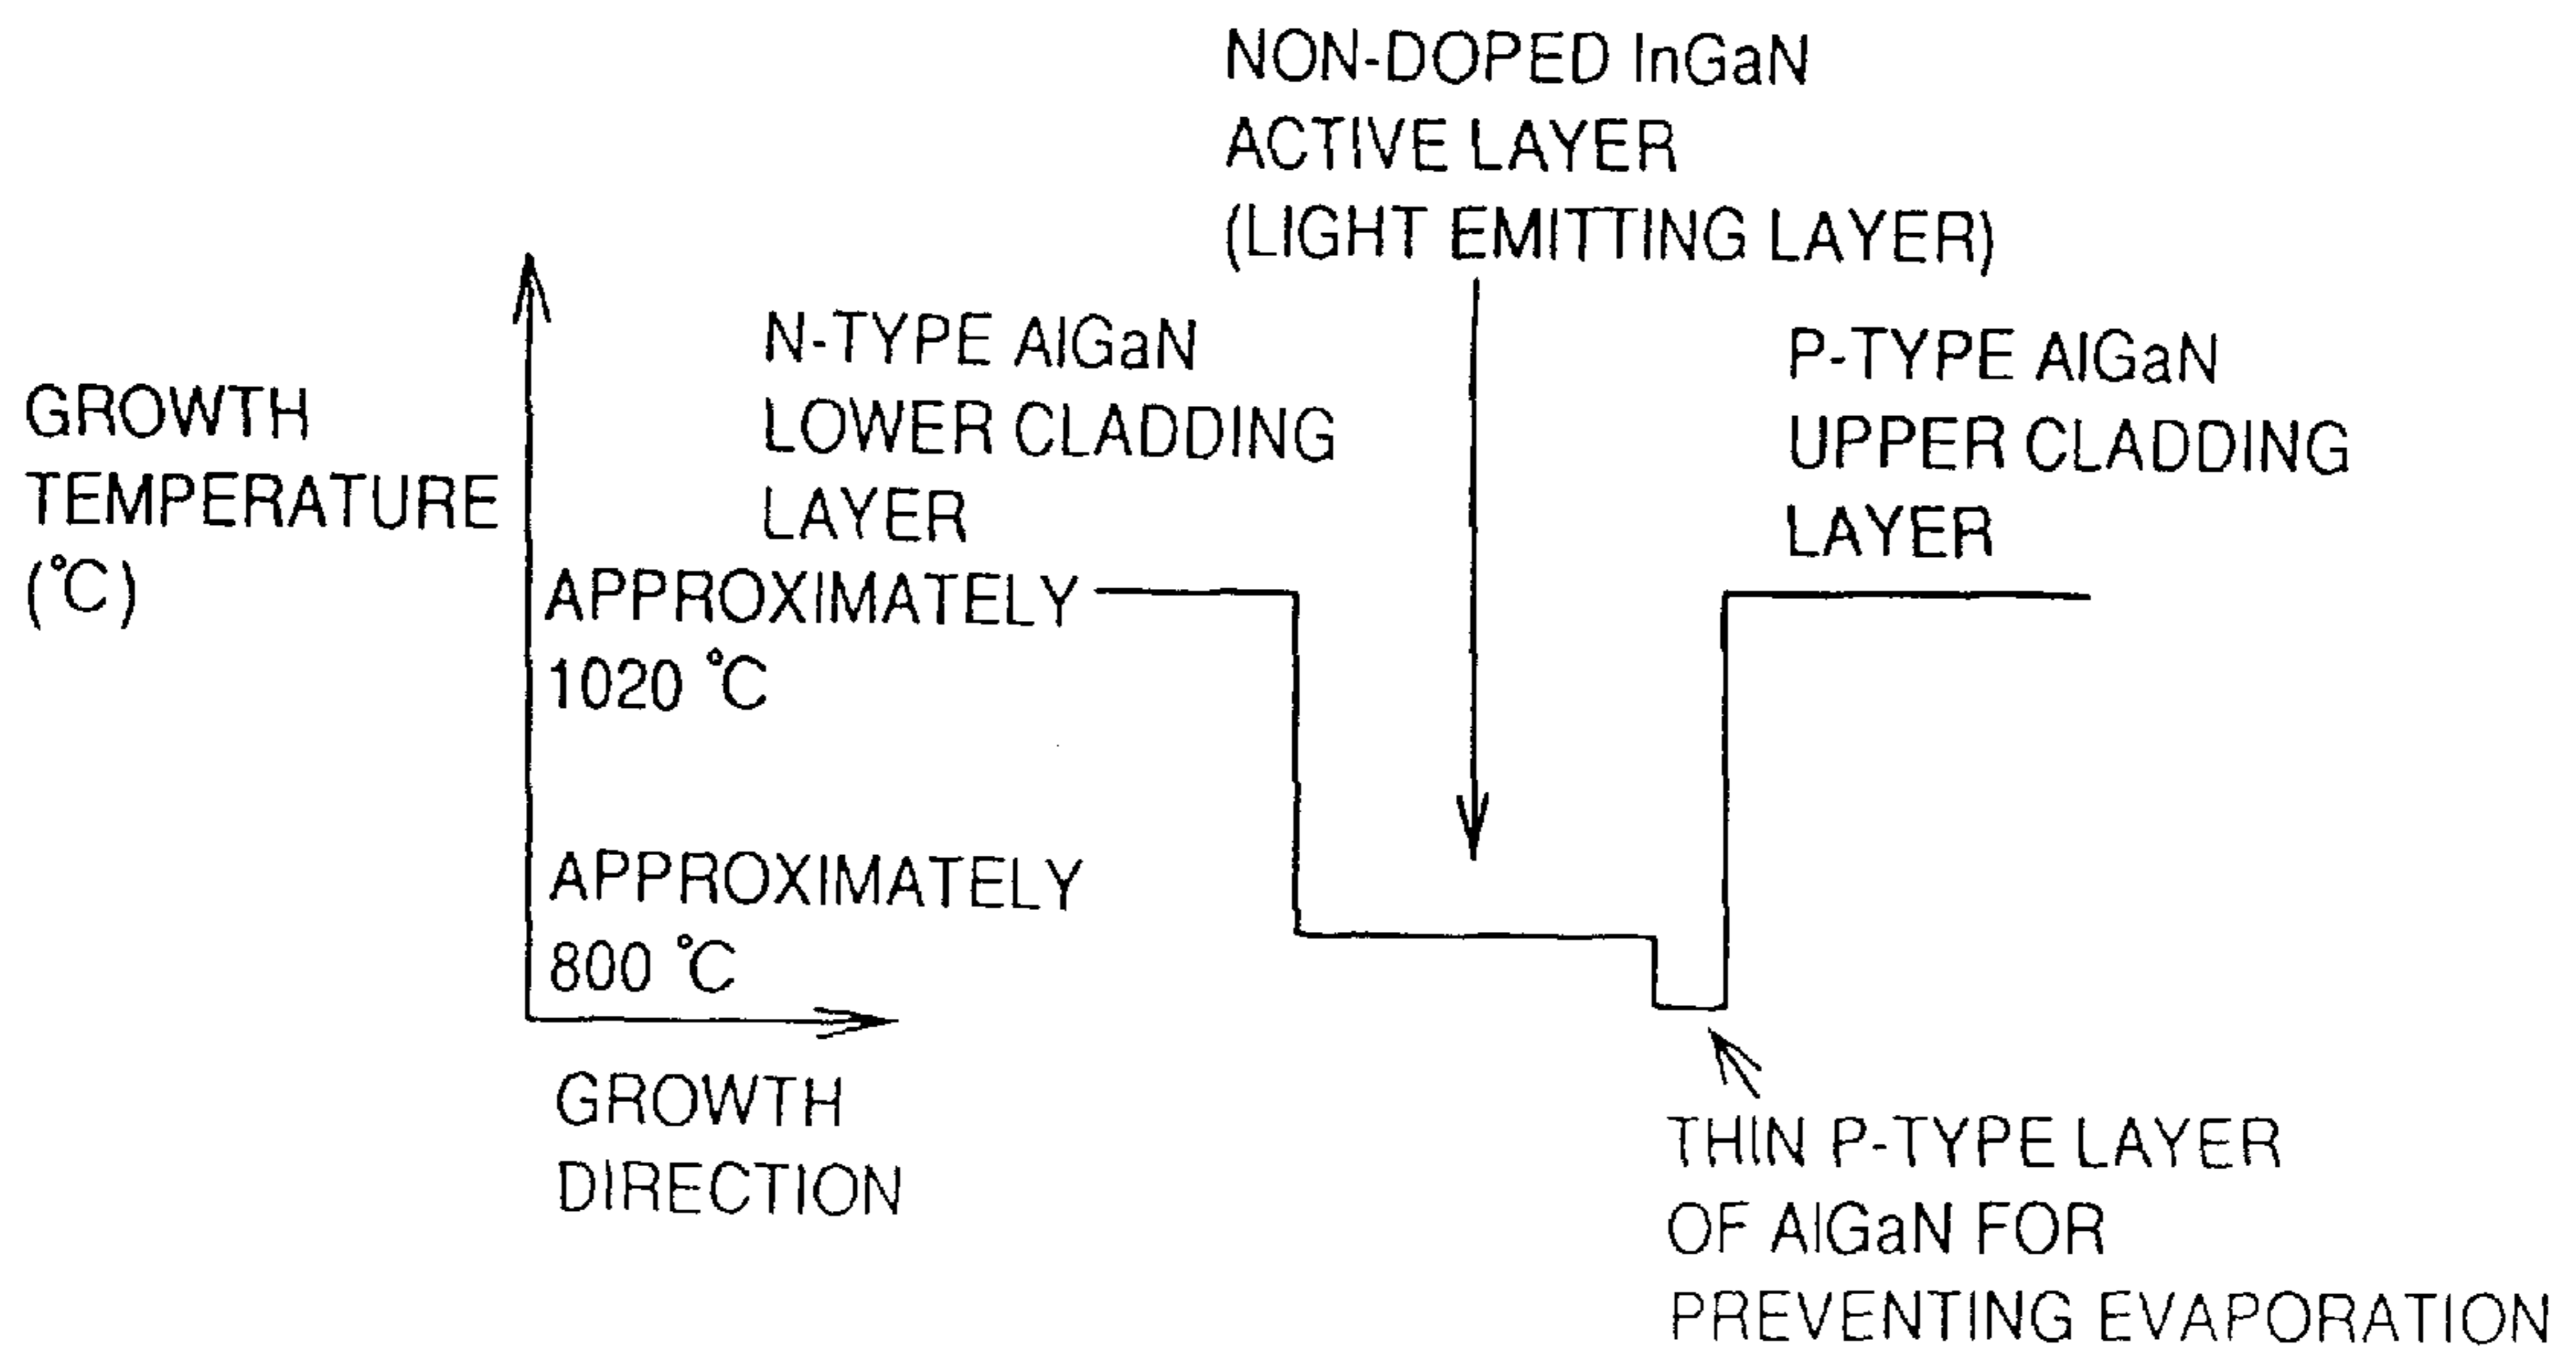 NON-DOPED InGaN
ACTIVE LAYER
(LIGHT EMITTING LAYER)
N-TYPE AlGaN
LOWER CLADDING
LAYER
P-TYPE AlGaN
UPPER CLADDING
LAYER
GROWTH
TEMPERATURE
(°C)
APPROXIMATELY
1020 °C
APPROXIMATELY
800 °C
GROWTH
DIRECTION
THIN P-TYPE LAYER
OF AlGaN FOR
PREVENTING EVAPORATION